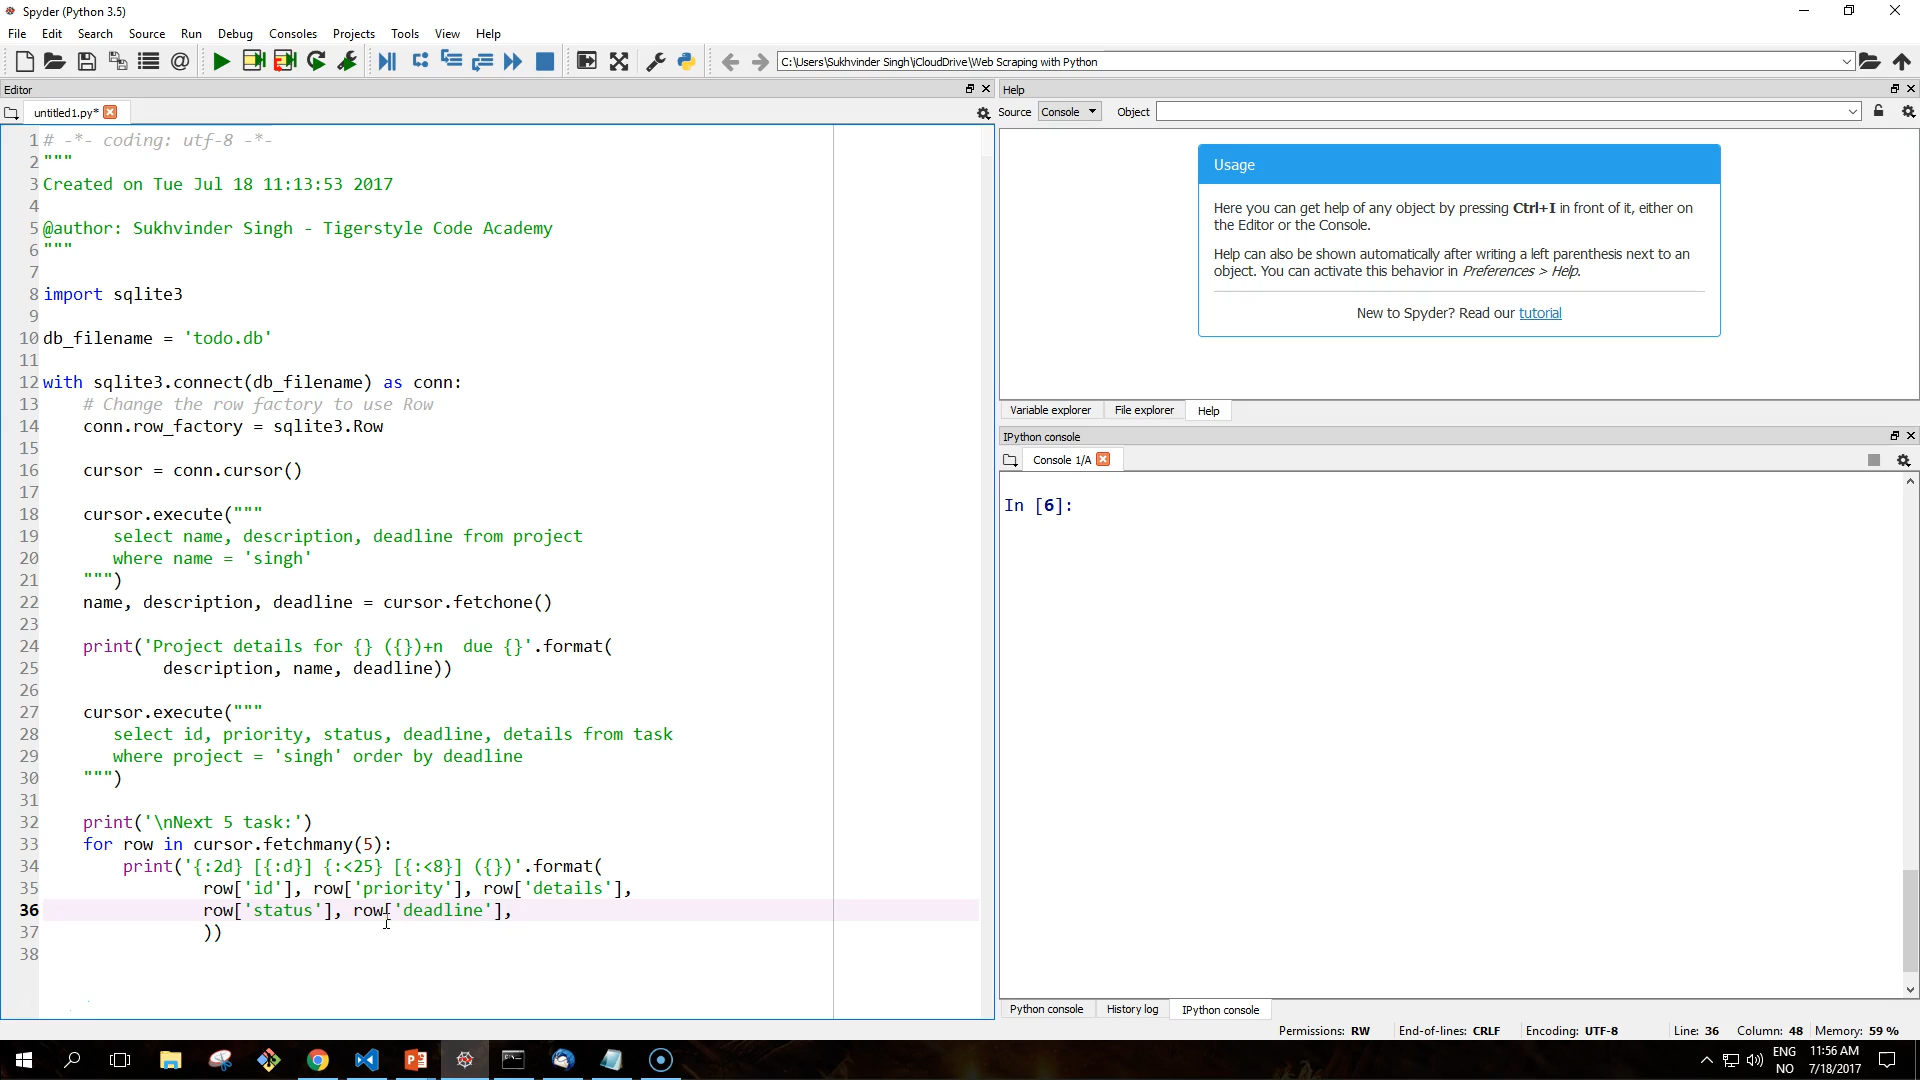 Spyder (Python 3.5)
File Edit Search Source Run Debug Consoles Projects Tools View Help
C:\Users\Sukhvinder Singh\iCloudDrive\Web Scraping with Python
Editor
untitled1.py*
1 # -*- coding: utf-8 -*-
2 """
3 Created on Tue Jul 18 11:13:53 2017
4
5 @author: Sukhvinder Singh - Tigerstyle Code Academy
6 """
7
8 import sqlite3
9
10 db_filename = 'todo.db'
11
12 with sqlite3.connect(db_filename) as conn:
13     # Change the row factory to use Row
14     conn.row_factory = sqlite3.Row
15
16     cursor = conn.cursor()
17
18     cursor.execute("""
19        select name, description, deadline from project
20        where name = 'singh'
21     """)
22     name, description, deadline = cursor.fetchone()
23
24     print('Project details for {} ({})+n  due {}'.format(
25             description, name, deadline))
26
27     cursor.execute("""
28        select id, priority, status, deadline, details from task
29        where project = 'singh' order by deadline
30     """)
31
32     print('\nNext 5 task:')
33     for row in cursor.fetchmany(5):
34         print('{:2d} [{:d}] {:<25} [{:<8}] ({})'.format(
35                 row['id'], row['priority'], row['details'],
36                 row['status'], row['deadline'],
37                 ))
38
Help
Source Console Object
Usage
Here you can get help of any object by pressing Ctrl+I in front of it, either on
the Editor or the Console.
Help can also be shown automatically after writing a left parenthesis next to an
object. You can activate this behavior in Preferences > Help.
New to Spyder? Read our tutorial
Variable explorer File explorer Help
IPython console
Console 1/A
In [6]:
Python console History log IPython console
Permissions: RW End-of-lines: CRLF Encoding: UTF-8 Line: 36 Column: 48 Memory: 59 %
ENG 11:56 AM
NO 7/18/2017